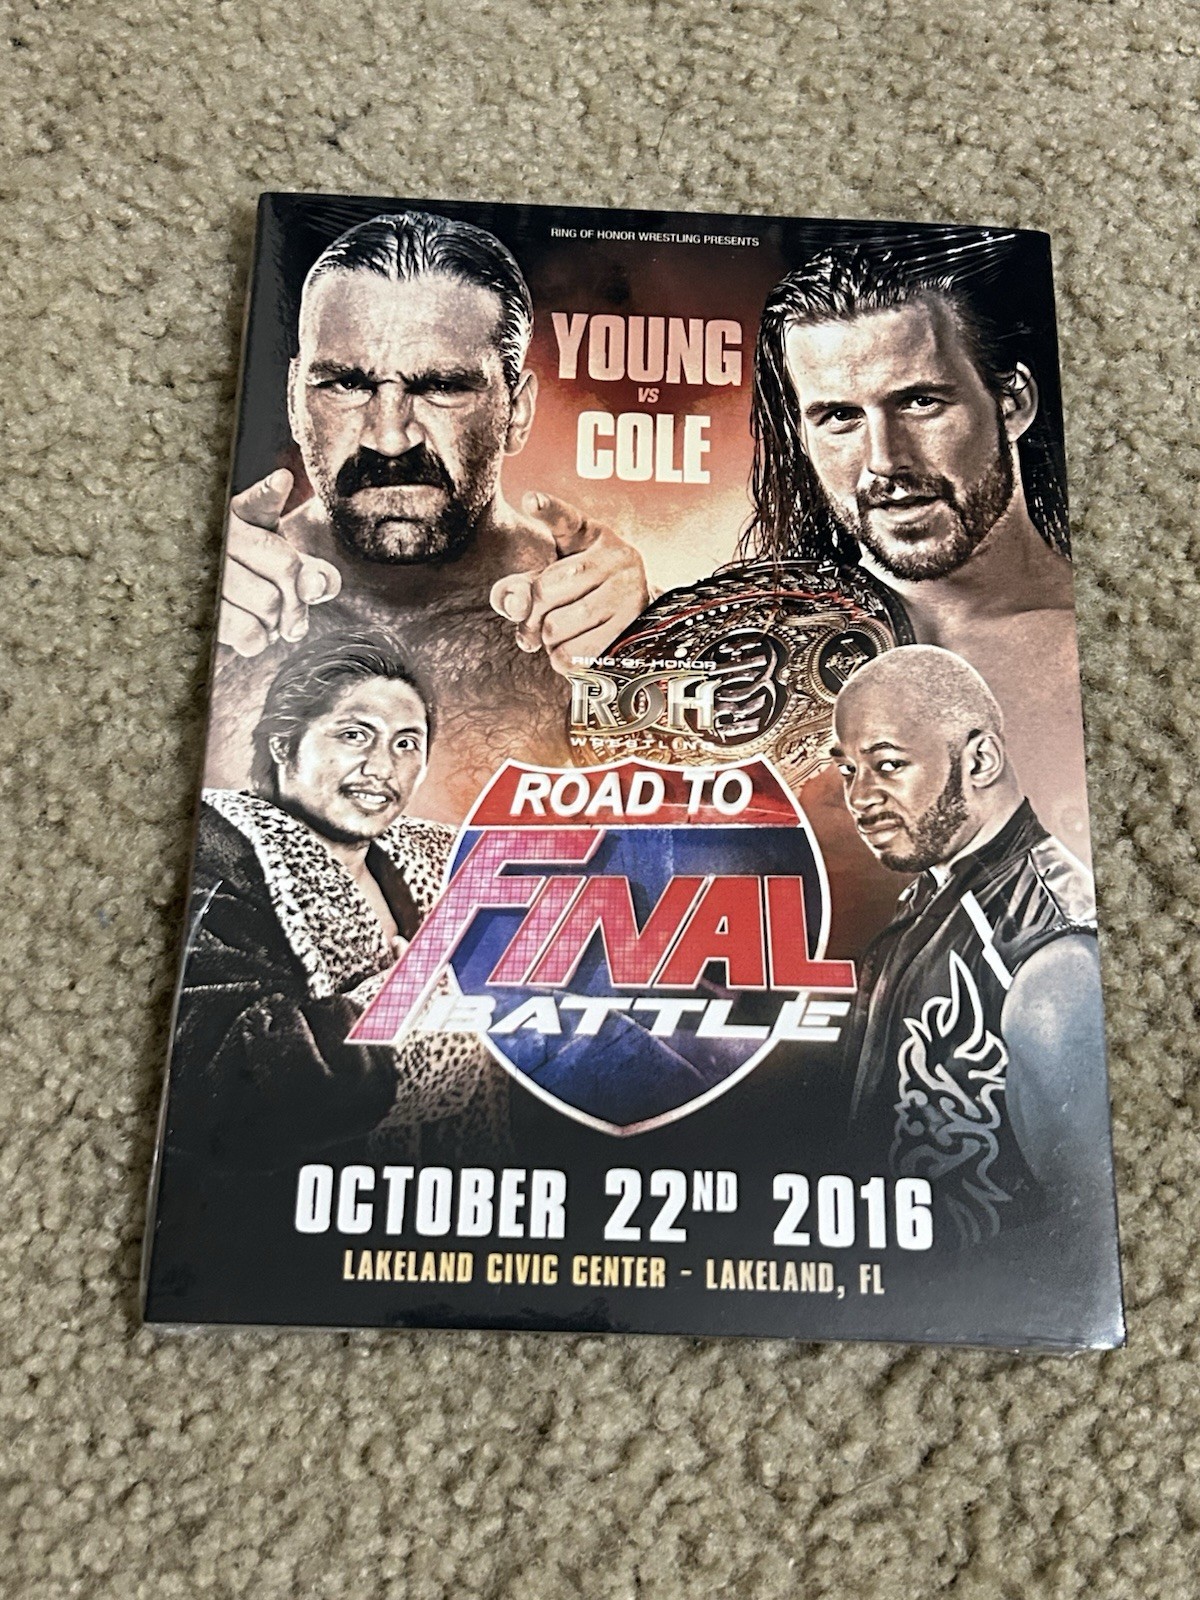 RING OF HONOR WRESTLING PRESENTS
YOUNG
VS
COLE
RING OF HONOR
ROH
WRESTLING
ROAD TO
FINAL
BATTLE
OCTOBER 22ND 2016
LAKELAND CIVIC CENTER - LAKELAND, FL